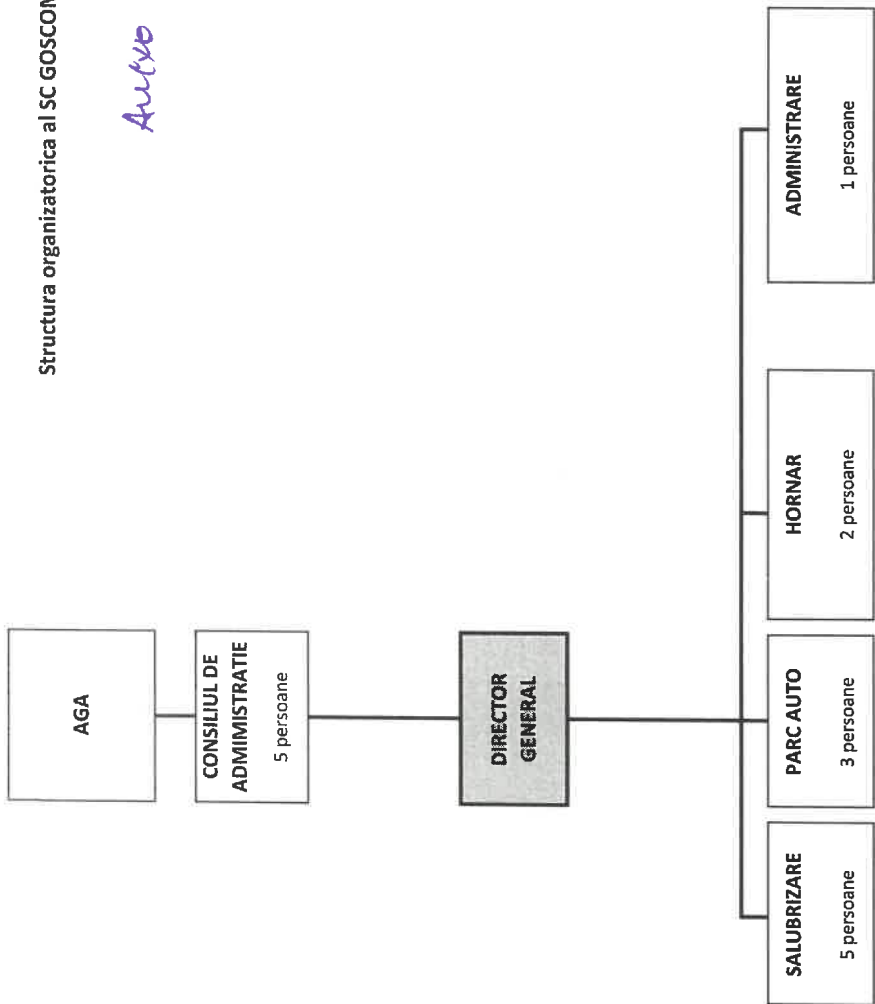 Structura organizatorica al SC GOSCOM
AGA
CONSILIUL DE
ADMIMISTRATIE
5 persoane
DIRECTOR
GENERAL
SALUBRIZARE
5 persoane
PARC AUTO
3 persoane
HORNAR
2 persoane
ADMINISTRARE
1 persoane